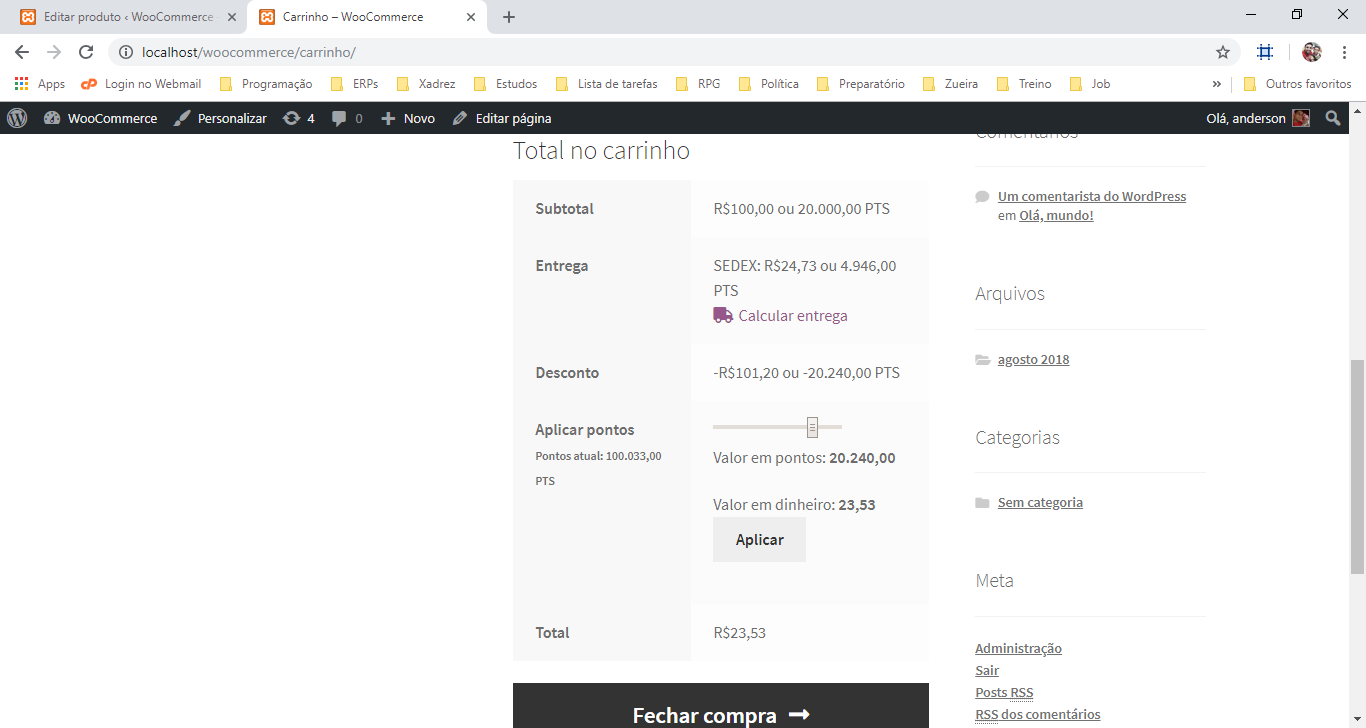 Editar produto ‹ WooCommerce
Carrinho – WooCommerce
localhost/woocommerce/carrinho/
Apps
Login no Webmail
Programação
ERPs
Xadrez
Estudos
Lista de tarefas
RPG
Política
Preparatório
Zueira
Treino
Job
»
Outros favoritos
WooCommerce
Personalizar
4
0
Novo
Editar página
Olá, anderson
Total no carrinho
Subtotal
R$100,00 ou 20.000,00 PTS
Entrega
SEDEX: R$24,73 ou 4.946,00
PTS
Calcular entrega
Desconto
-R$101,20 ou -20.240,00 PTS
Aplicar pontos
Pontos atual: 100.033,00
PTS
Valor em pontos: 20.240,00
Valor em dinheiro: 23,53
Aplicar
Total
R$23,53
Fechar compra
Comentários
Um comentarista do WordPress
em Olá, mundo!
Arquivos
agosto 2018
Categorias
Sem categoria
Meta
Administração
Sair
Posts RSS
RSS dos comentários